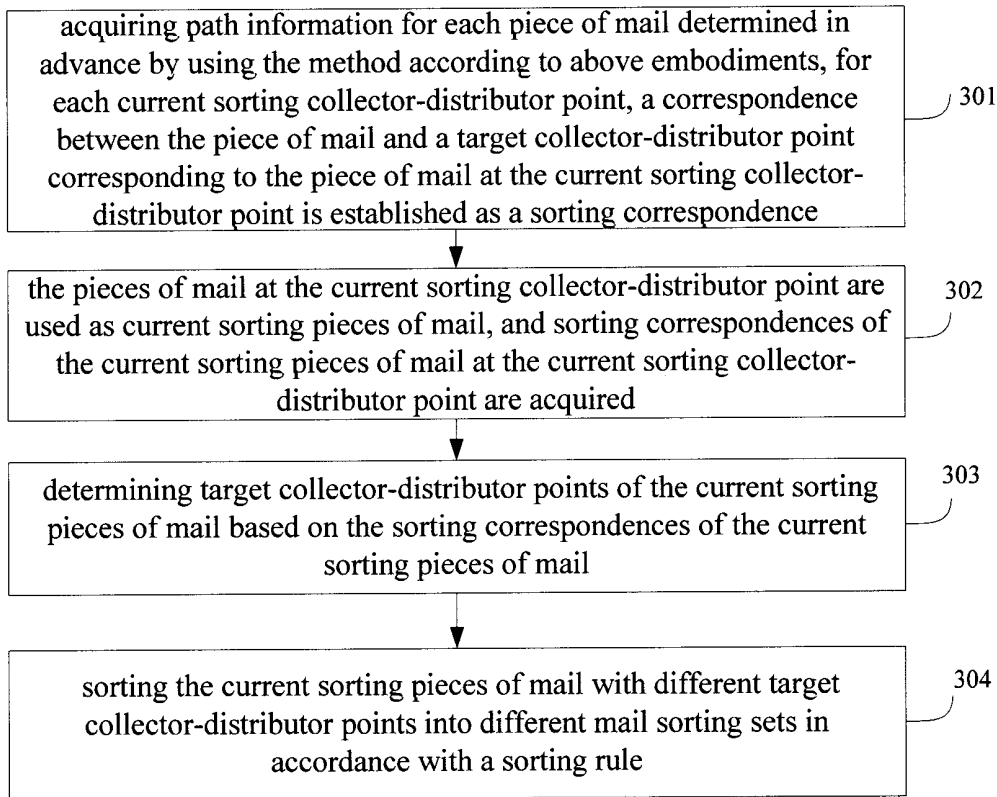 acquiring path information for each piece of mail determined in
advance by using the method according to above embodiments, for
each current sorting collector-distributor point, a correspondence
between the piece of mail and a target collector-distributor point
corresponding to the piece of mail at the current sorting collector-
distributor point is established as a sorting correspondence
301
the pieces of mail at the current sorting collector-distributor point are
used as current sorting pieces of mail, and sorting correspondences of
the current sorting pieces of mail at the current sorting collector-
distributor point are acquired
302
determining target collector-distributor points of the current sorting
pieces of mail based on the sorting correspondences of the current
sorting pieces of mail
303
sorting the current sorting pieces of mail with different target
collector-distributor points into different mail sorting sets in
accordance with a sorting rule
304